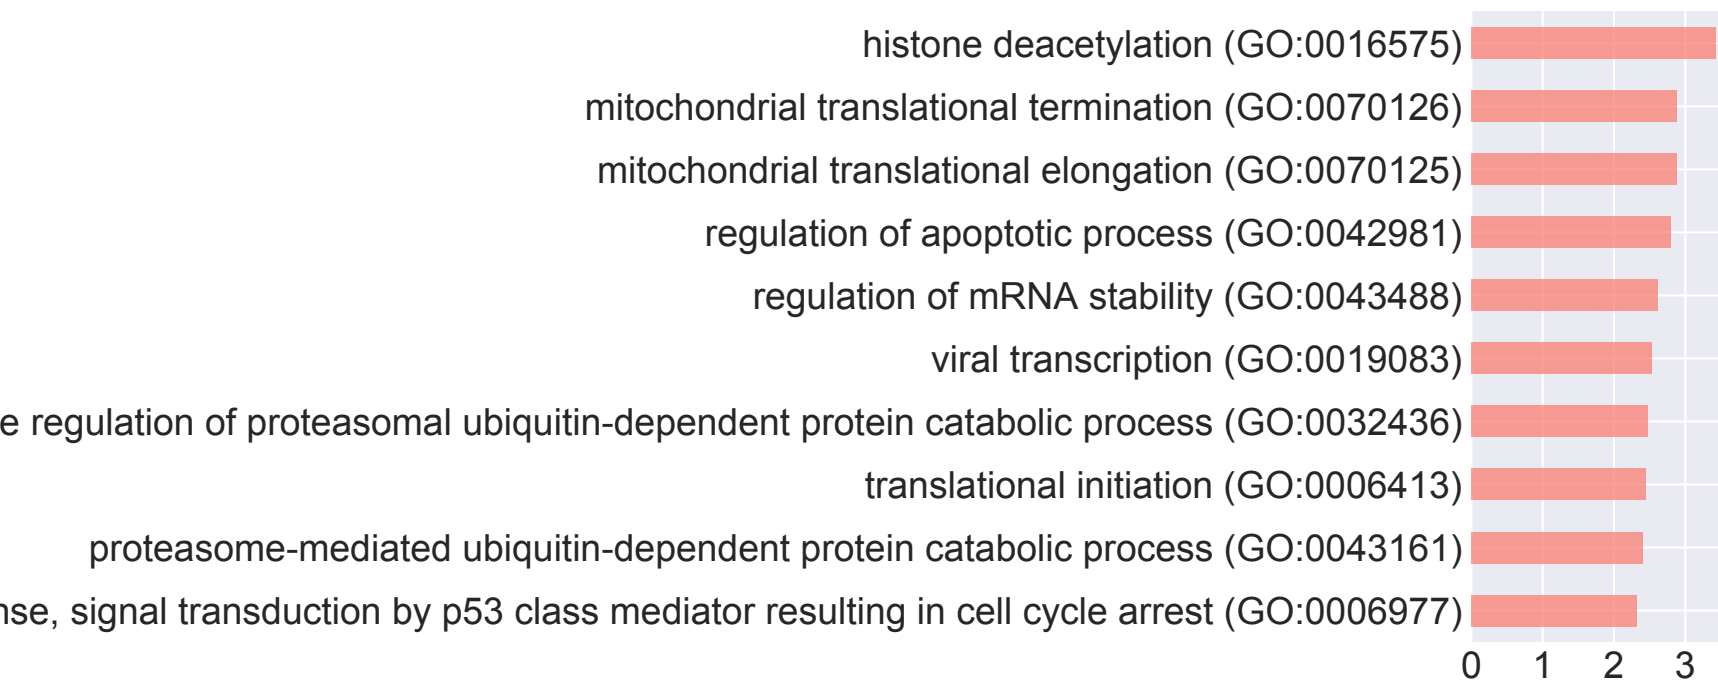 histone deacetylation (GO:0016575)
mitochondrial translational termination (GO:0070126)
mitochondrial translational elongation (GO:0070125)
regulation of apoptotic process (GO:0042981)
regulation of mRNA stability (GO:0043488)
viral transcription (GO:0019083)
e regulation of proteasomal ubiquitin-dependent protein catabolic process (GO:0032436)
translational initiation (GO:0006413)
proteasome-mediated ubiquitin-dependent protein catabolic process (GO:0043161)
nse, signal transduction by p53 class mediator resulting in cell cycle arrest (GO:0006977)
0 1 2 3